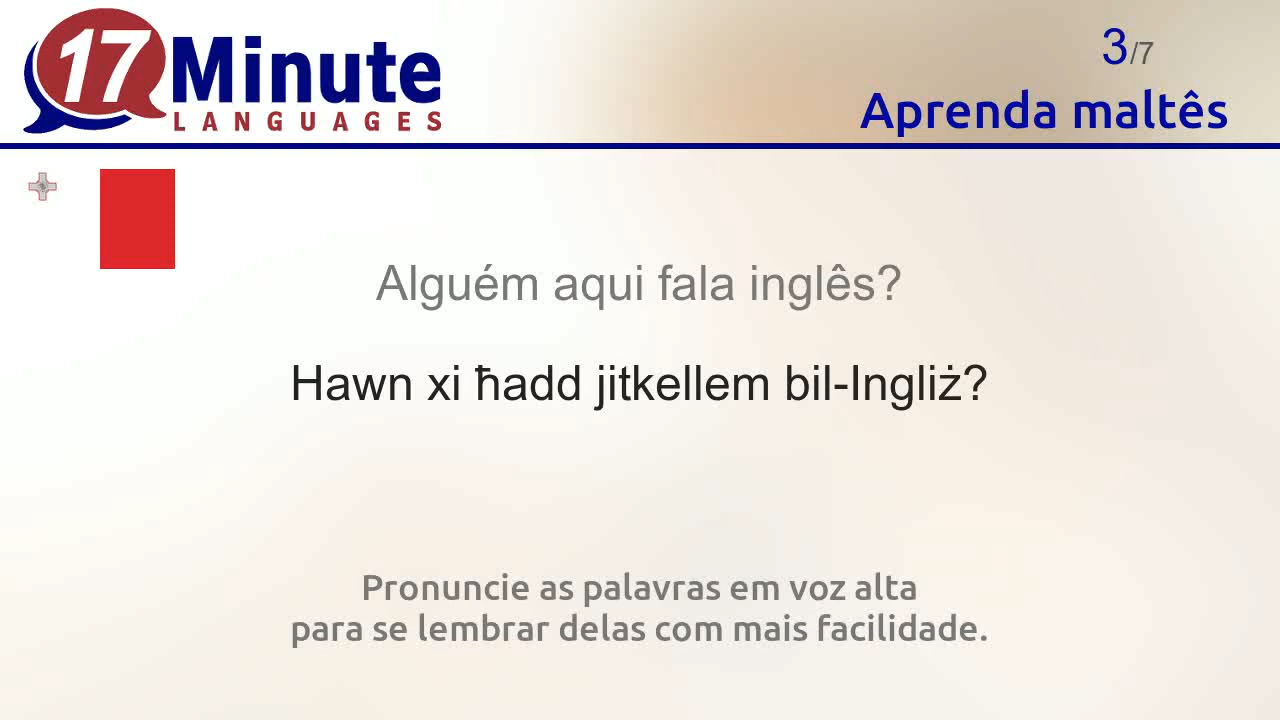 17 Minute
LANGUAGES
3/7
Aprenda maltês
Alguém aqui fala inglês?
Hawn xi ħadd jitkellem bil-Ingliż?
Pronuncie as palavras em voz alta
para se lembrar delas com mais facilidade.